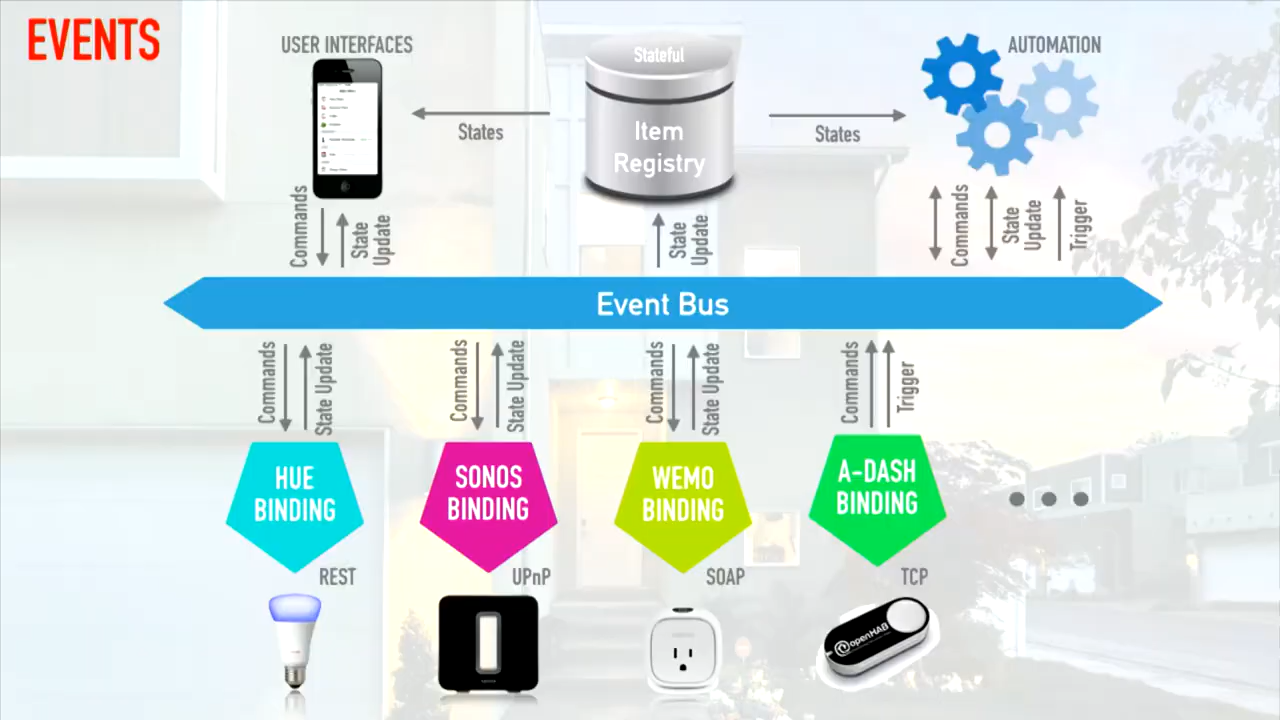 EVENTS
USER INTERFACES
Stateful
Item
Registry
AUTOMATION
States
States
Commands
State
Update
State
Update
Commands
State
Update
Trigger
Event Bus
Commands
State Update
Commands
State Update
Commands
State Update
Commands
Trigger
HUE
BINDING
SONOS
BINDING
WEMO
BINDING
A-DASH
BINDING
REST
UPnP
SOAP
TCP
openHAB